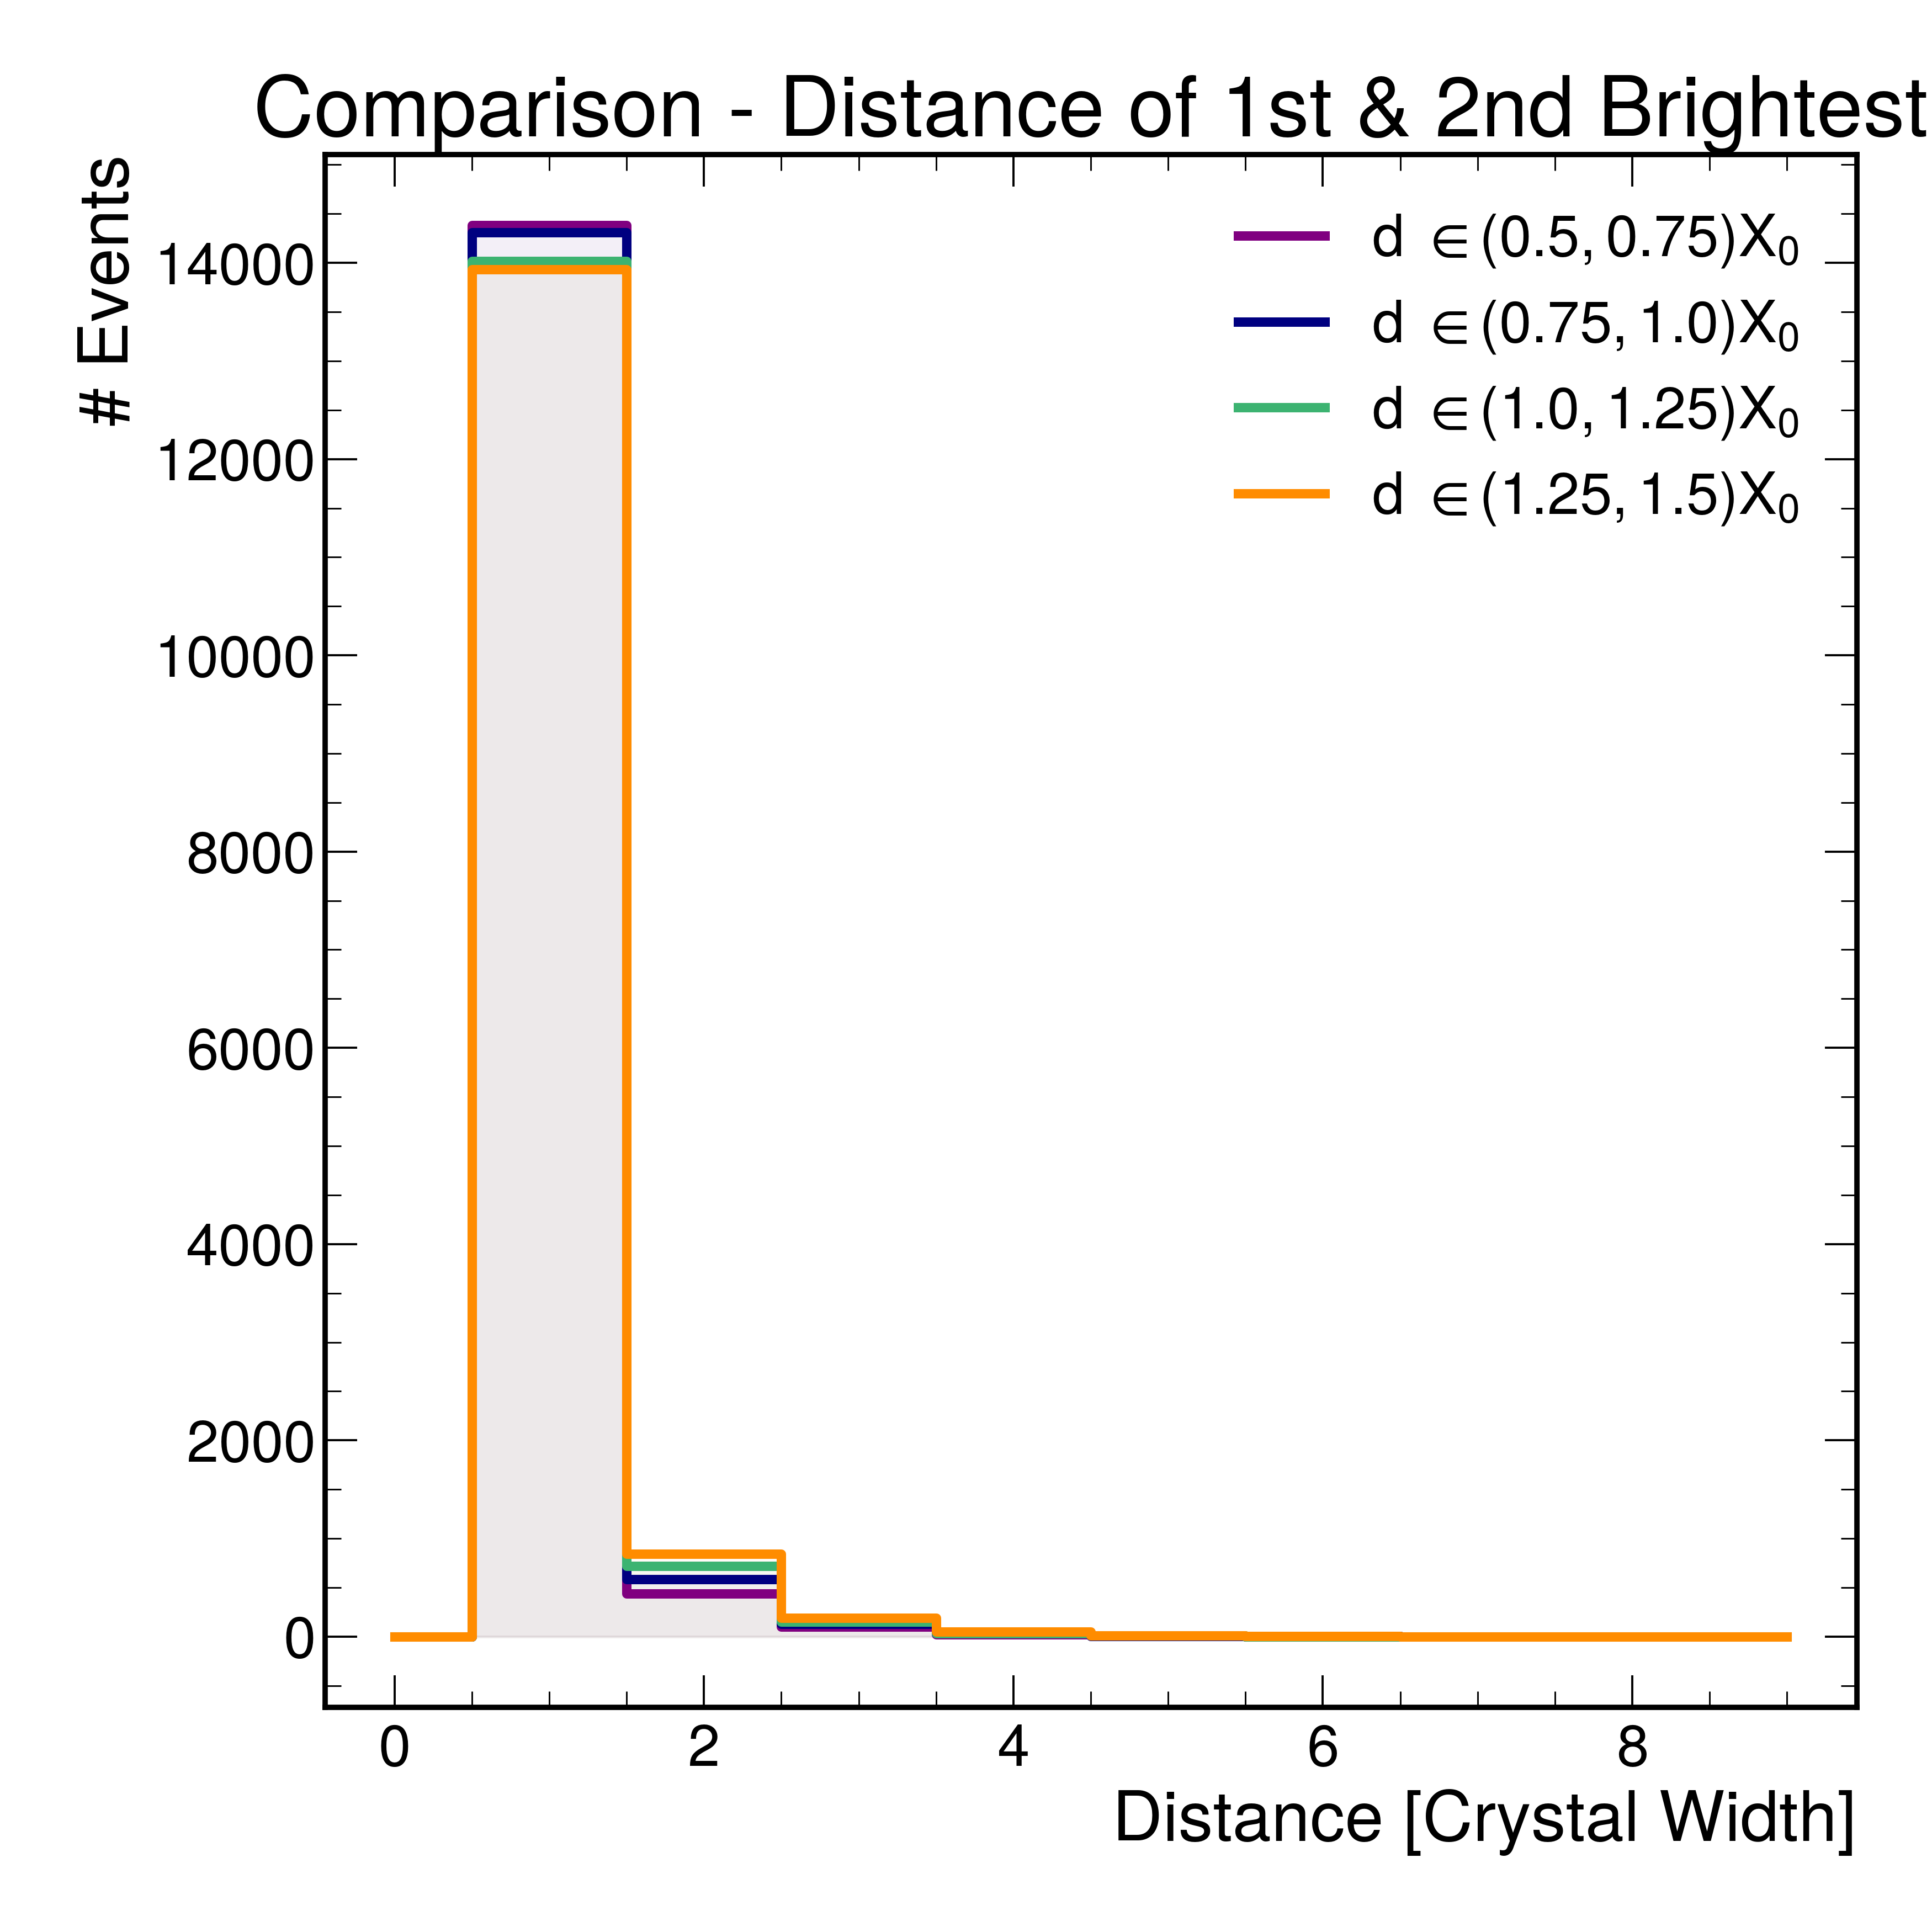 Comparison - Distance of 1st & 2nd Brightest
# Events
14000
12000
10000
8000
6000
4000
2000
0
d ∈(0.5, 0.75)X₀
d ∈(0.75, 1.0)X₀
d ∈(1.0, 1.25)X₀
d ∈(1.25, 1.5)X₀
0 2 4 6 8
Distance [Crystal Width]